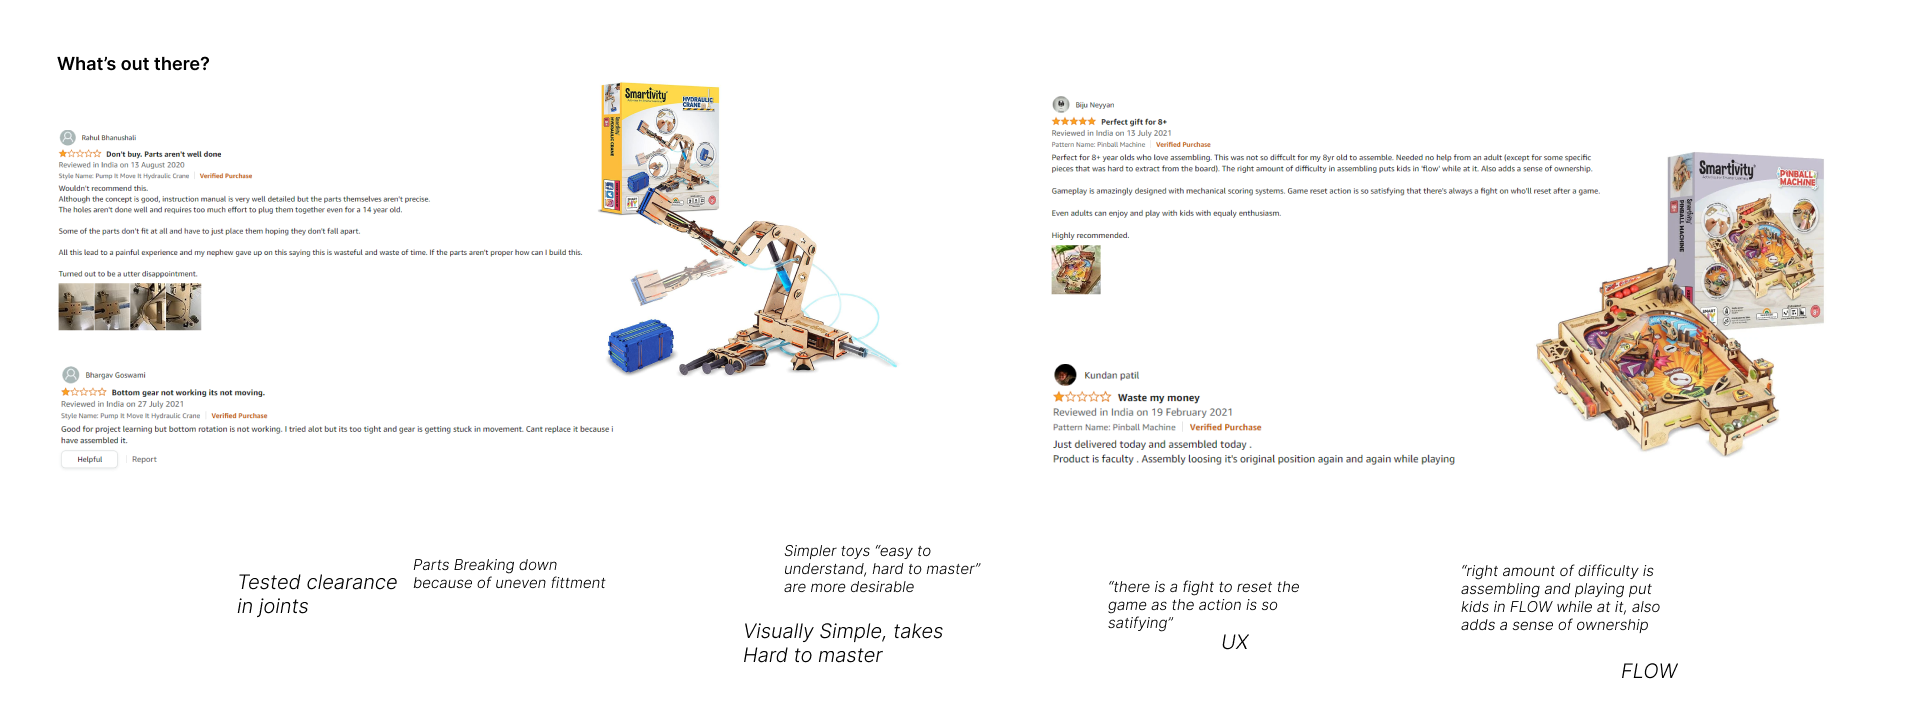 What's out there?
Rahul Bhanushali
Don't buy. Parts aren't well done
Reviewed in India on 13 August 2020
Style Name: Pump It Move It Hydraulic Crane | Verified Purchase
Wouldn't recommend this.
Although the concept is good, instruction manual is very well detailed but the parts themselves aren't precise.
The holes aren't done well and requires too much effort to plug them together even for a 14 year old.
Some of the parts don't fit at all and have to just place them hoping they don't fall apart.
All this lead to a painful experience and my nephew gave up on this saying this is wasteful and waste of time. If the parts aren't proper how can I build this.
Turned out to be a utter disappointment.
Bhargav Goswami
Bottom gear not working its not moving.
Reviewed in India on 27 July 2021
Style Name: Pump It Move It Hydraulic Crane | Verified Purchase
Good for project learning but bottom rotation is not working. I tried alot but its too tight and gear is getting stuck in movement. Cant replace it because i
have assembled it.
Helpful | Report
Smartivity
HYDRAULIC
CRANE
Smartivity
HYDRAULIC CRANE
Biju Neyyan
Perfect gift for 8+
Reviewed in India on 13 July 2021
Pattern Name: Pinball Machine | Verified Purchase
Perfect for 8+ year olds who love assembling. This was not so diffcult for my 8yr old to assemble. Needed no help from an adult (except for some specific
pieces that was hard to extract from the board). The right amount of difficulty in assembling puts kids in 'flow' while at it. Also adds a sense of ownership.
Gameplay is amazingly designed with mechanical scoring systems. Game reset action is so satisfying that there's always a fight on who'll reset after a game.
Even adults can enjoy and play with kids with equaly enthusiasm.
Highly recommended.
Kundan patil
Waste my money
Reviewed in India on 19 February 2021
Pattern Name: Pinball Machine | Verified Purchase
Just delivered today and assembled today .
Product is faculty . Assembly loosing it's original position again and again while playing
Smartivity
PINBALL
MACHINE
Smartivity
PINBALL MACHINE
Tested clearance
in joints
Parts Breaking down
because of uneven fittment
Simpler toys "easy to
understand, hard to master"
are more desirable
Visually Simple, takes
Hard to master
"there is a fight to reset the
game as the action is so
satifying"
UX
"right amount of difficulty is
assembling and playing put
kids in FLOW while at it, also
adds a sense of ownership
FLOW